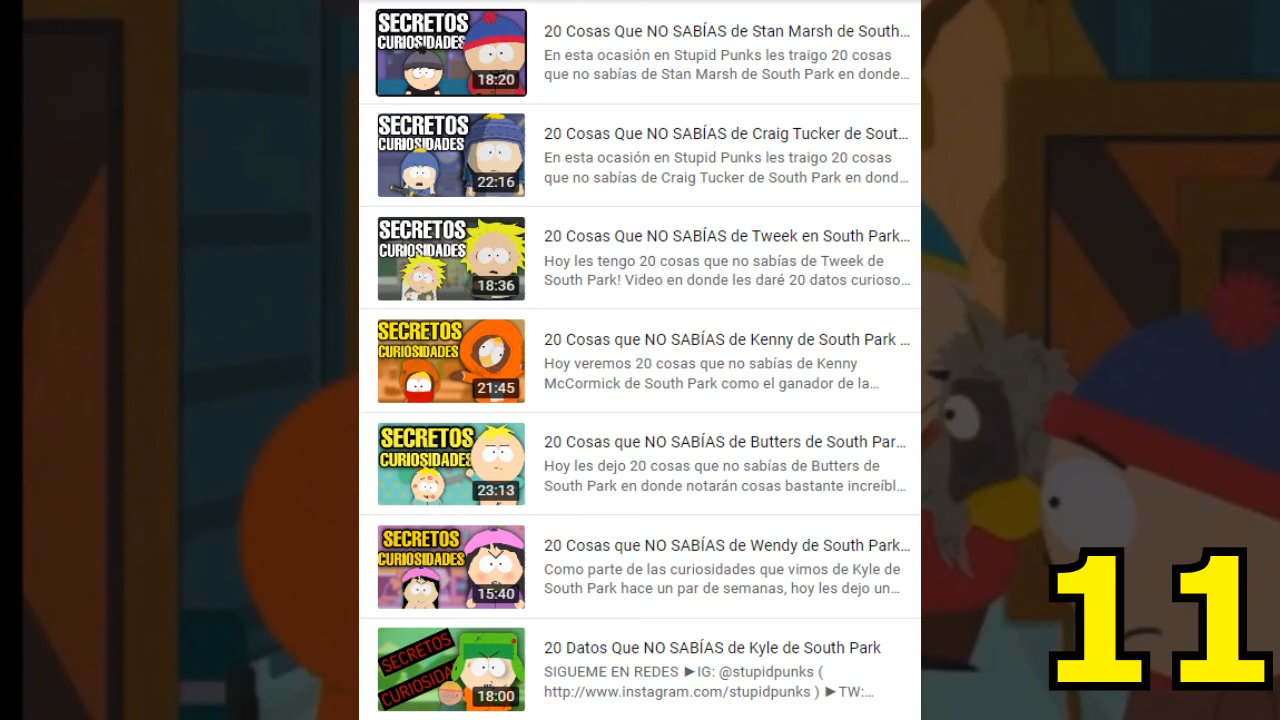 SECRETOS
CURIOSIDADES
18:20
20 Cosas Que NO SABÍAS de Stan Marsh de South...
En esta ocasión en Stupid Punks les traigo 20 cosas
que no sabías de Stan Marsh de South Park en donde...
SECRETOS
CURIOSIDADES
22:16
20 Cosas Que NO SABÍAS de Craig Tucker de Sout...
En esta ocasión en Stupid Punks les traigo 20 cosas
que no sabías de Craig Tucker de South Park en dond...
SECRETOS
CURIOSIDADES
18:36
20 Cosas Que NO SABÍAS de Tweek en South Park...
Hoy les tengo 20 cosas que no sabías de Tweek de
South Park! Video en donde les daré 20 datos curioso...
SECRETOS
CURIOSIDADES
21:45
20 Cosas que NO SABÍAS de Kenny de South Park ...
Hoy veremos 20 cosas que no sabías de Kenny
McCormick de South Park como el ganador de la...
SECRETOS
CURIOSIDADES
23:13
20 Cosas que NO SABÍAS de Butters de South Par...
Hoy les dejo 20 cosas que no sabías de Butters de
South Park en donde notarán cosas bastante increíbl...
SECRETOS
CURIOSIDADES
15:40
20 Cosas que NO SABÍAS de Wendy de South Park...
Como parte de las curiosidades que vimos de Kyle de
South Park hace un par de semanas, hoy les dejo un...
SECRETOS
CURIOSIDA
18:00
20 Datos Que NO SABÍAS de Kyle de South Park
SIGUEME EN REDES ►IG: @stupidpunks (
http://www.instagram.com/stupidpunks ) ►TW:...
11